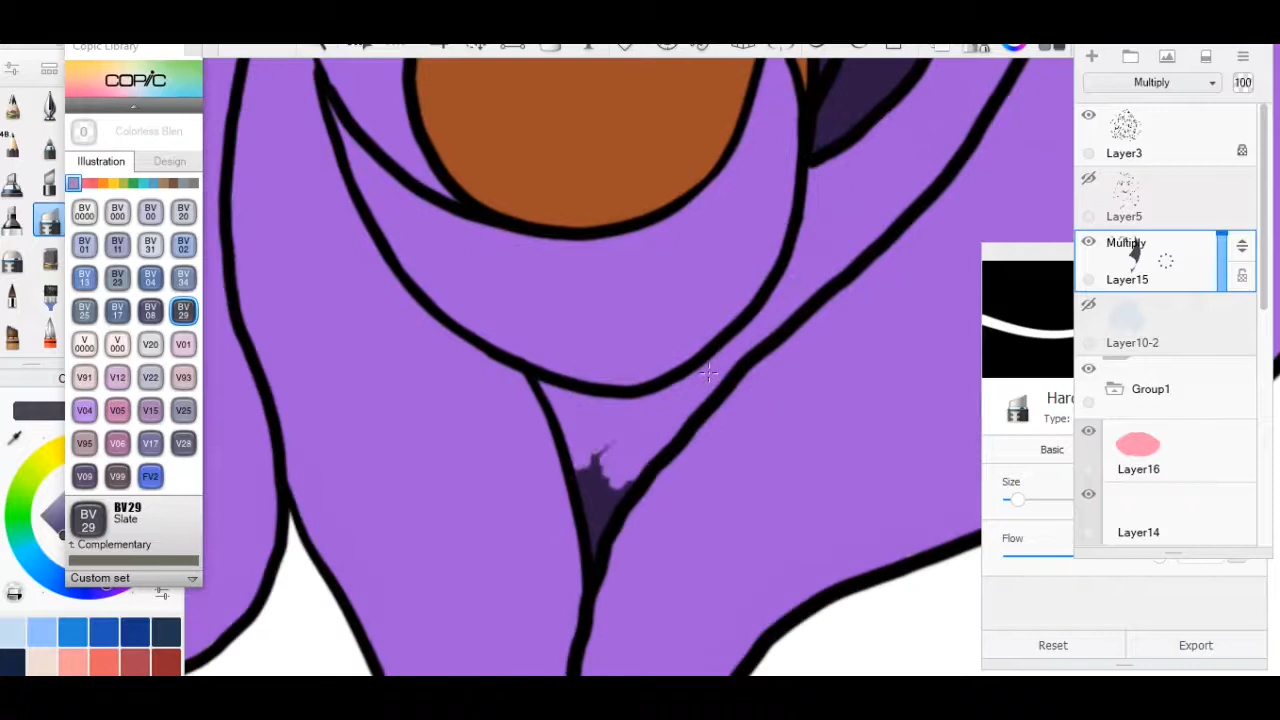 Copic Library
COPIC
0 Colorless Blen
Illustration Design
BV 0000 BV 000 BV 00 BV 20
BV 01 BV 11 BV 31 BV 02
BV 13 BV 23 BV 04 BV 34
BV 25 BV 17 BV 08 BV 29
V 0000 V 000 V20 V01
V91 V12 V22 V93
V04 V05 V15 V25
V95 V06 V17 V28
V09 V99 FV2
BV 29 BV29
Slate
Complementary
Custom set
4B
Multiply 100
Layer3
Layer5
Multiply
Layer15
Layer10-2
Group1
Layer16
Layer14
Hard
Type:
Basic
Size
Flow
Reset Export